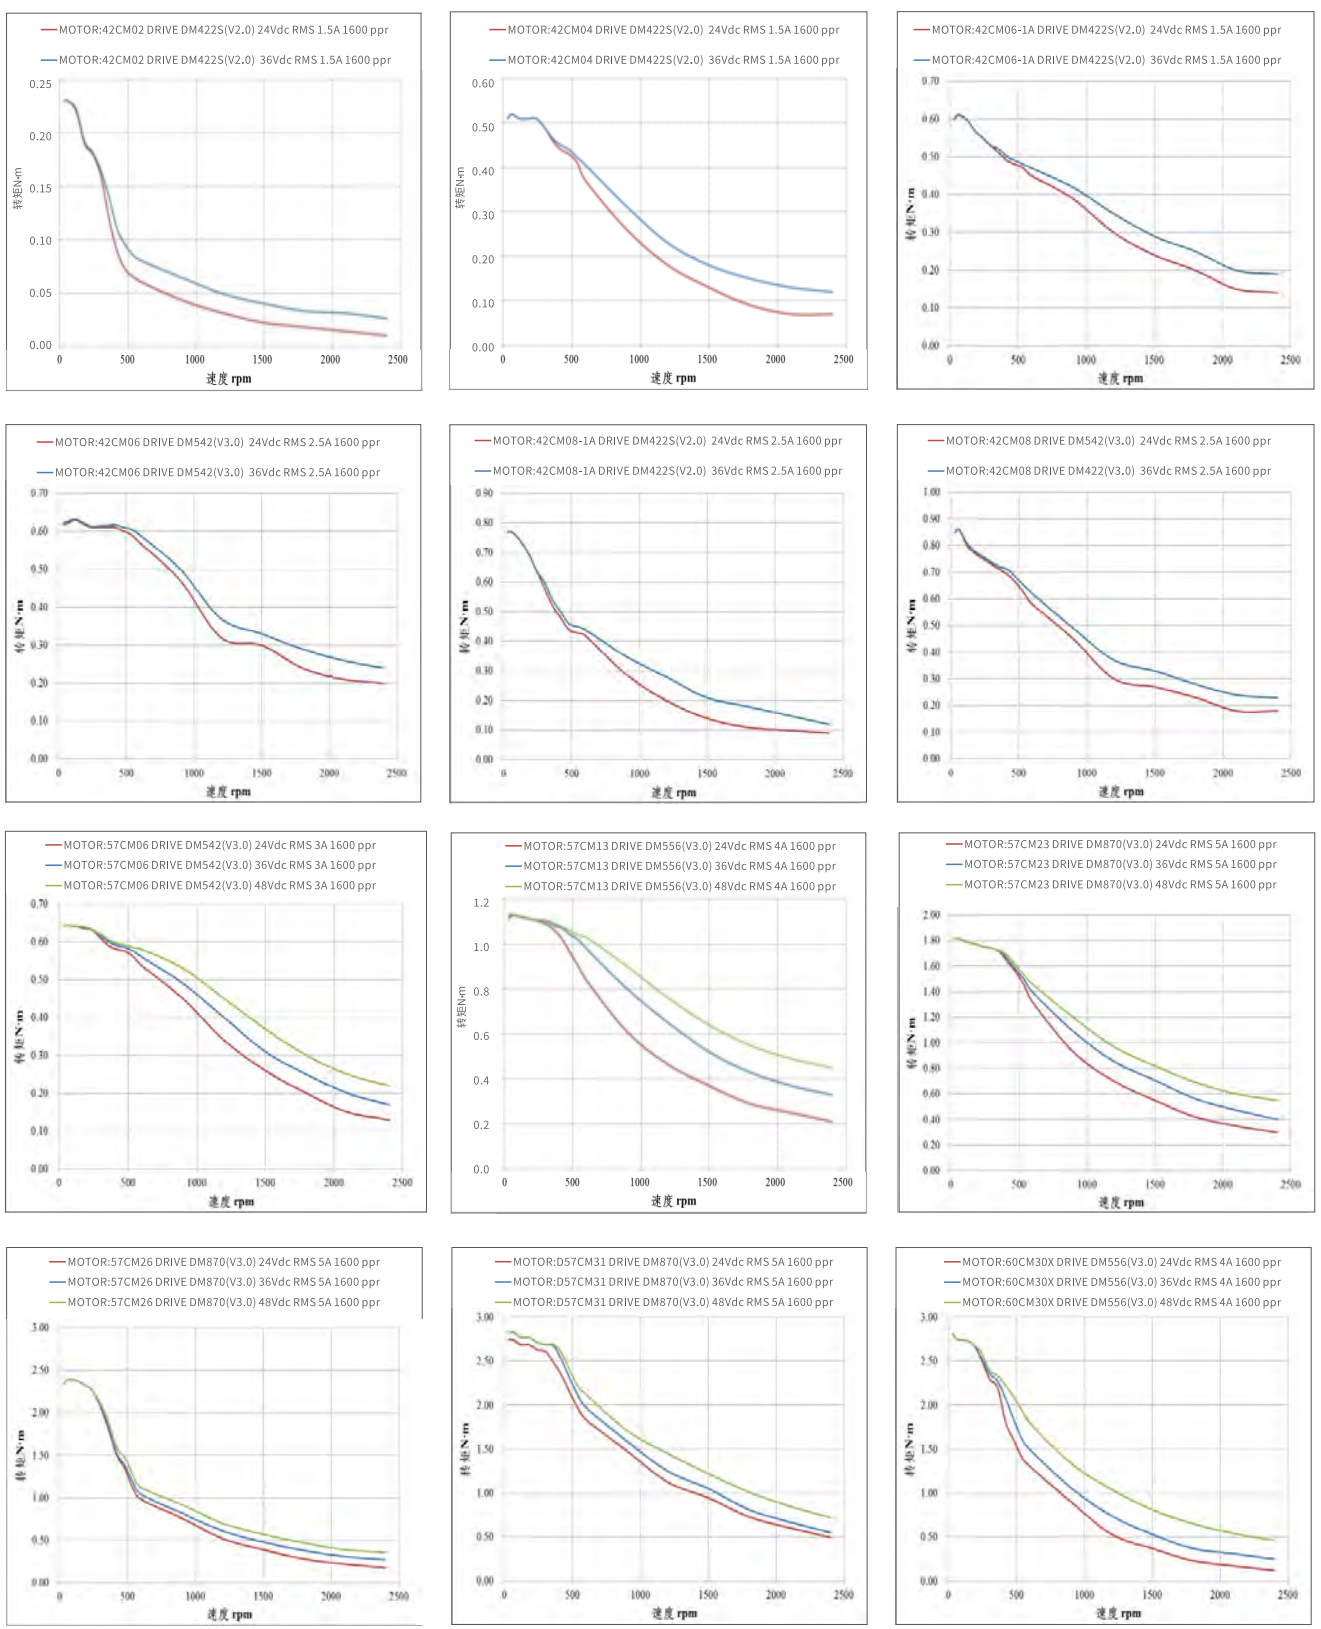 MOTOR:42CM02 DRIVE DM422S(V2.0) 24Vdc RMS 1.5A 1600 ppr
MOTOR:42CM02 DRIVE DM422S(V2.0) 36Vdc RMS 1.5A 1600 ppr
0.25
0.20
0.15
0.10
0.05
0.00
转矩N·m
0 500 1000 1500 2000 2500
速度 rpm
MOTOR:42CM04 DRIVE DM422S(V2.0) 24Vdc RMS 1.5A 1600 ppr
MOTOR:42CM04 DRIVE DM422S(V2.0) 36Vdc RMS 1.5A 1600 ppr
0.60
0.50
0.40
0.30
0.20
0.10
0.00
转矩N·m
0 500 1000 1500 2000 2500
速度 rpm
MOTOR:42CM06-1A DRIVE DM422S(V2.0) 24Vdc RMS 1.5A 1600 ppr
MOTOR:42CM06-1A DRIVE DM422S(V2.0) 36Vdc RMS 1.5A 1600 ppr
0.70
0.60
0.50
0.40
0.30
0.20
0.10
0.00
转矩N·m
0 500 1000 1500 2000 2500
速度 rpm
MOTOR:42CM06 DRIVE DM542(V3.0) 24Vdc RMS 2.5A 1600 ppr
MOTOR:42CM06 DRIVE DM542(V3.0) 36Vdc RMS 2.5A 1600 ppr
0.70
0.60
0.50
0.40
0.30
0.20
0.10
0.00
转矩N·m
0 500 1000 1500 2000 2500
速度 rpm
MOTOR:42CM08-1A DRIVE DM422S(V2.0) 24Vdc RMS 2.5A 1600 ppr
MOTOR:42CM08-1A DRIVE DM422S(V2.0) 36Vdc RMS 2.5A 1600 ppr
0.90
0.80
0.70
0.60
0.50
0.40
0.30
0.20
0.10
0.00
转矩N·m
0 500 1000 1500 2000 2500
速度 rpm
MOTOR:42CM08 DRIVE DM542(V3.0) 24Vdc RMS 2.5A 1600 ppr
MOTOR:42CM08 DRIVE DM422(V3.0) 36Vdc RMS 2.5A 1600 ppr
1.00
0.90
0.80
0.70
0.60
0.50
0.40
0.30
0.20
0.10
0.00
转矩N·m
0 500 1000 1500 2000 2500
速度 rpm
MOTOR:57CM06 DRIVE DM542(V3.0) 24Vdc RMS 3A 1600 ppr
MOTOR:57CM06 DRIVE DM542(V3.0) 36Vdc RMS 3A 1600 ppr
MOTOR:57CM06 DRIVE DM542(V3.0) 48Vdc RMS 3A 1600 ppr
0.70
0.60
0.50
0.40
0.30
0.20
0.10
0.00
转矩N·m
0 500 1000 1500 2000 2500
速度 rpm
MOTOR:57CM13 DRIVE DM556(V3.0) 24Vdc RMS 4A 1600 ppr
MOTOR:57CM13 DRIVE DM556(V3.0) 36Vdc RMS 4A 1600 ppr
MOTOR:57CM13 DRIVE DM556(V3.0) 48Vdc RMS 4A 1600 ppr
1.2
1.0
0.8
0.6
0.4
0.2
0.0
转矩N·m
0 500 1000 1500 2000 2500
速度 rpm
MOTOR:57CM23 DRIVE DM870(V3.0) 24Vdc RMS 5A 1600 ppr
MOTOR:57CM23 DRIVE DM870(V3.0) 36Vdc RMS 5A 1600 ppr
MOTOR:57CM23 DRIVE DM870(V3.0) 48Vdc RMS 5A 1600 ppr
2.00
1.80
1.60
1.40
1.20
1.00
0.80
0.60
0.40
0.20
0.00
转矩N·m
0 500 1000 1500 2000 2500
速度 rpm
MOTOR:57CM26 DRIVE DM870(V3.0) 24Vdc RMS 5A 1600 ppr
MOTOR:57CM26 DRIVE DM870(V3.0) 36Vdc RMS 5A 1600 ppr
MOTOR:57CM26 DRIVE DM870(V3.0) 48Vdc RMS 5A 1600 ppr
3.00
2.50
2.00
1.50
1.00
0.50
0.00
转矩N·m
0 500 1000 1500 2000 2500
速度 rpm
MOTOR:D57CM31 DRIVE DM870(V3.0) 24Vdc RMS 5A 1600 ppr
MOTOR:D57CM31 DRIVE DM870(V3.0) 36Vdc RMS 5A 1600 ppr
MOTOR:D57CM31 DRIVE DM870(V3.0) 48Vdc RMS 5A 1600 ppr
3.00
2.50
2.00
1.50
1.00
0.50
0.00
转矩N·m
0 500 1000 1500 2000 2500
速度 rpm
MOTOR:60CM30X DRIVE DM556(V3.0) 24Vdc RMS 4A 1600 ppr
MOTOR:60CM30X DRIVE DM556(V3.0) 36Vdc RMS 4A 1600 ppr
MOTOR:60CM30X DRIVE DM556(V3.0) 48Vdc RMS 4A 1600 ppr
3.00
2.50
2.00
1.50
1.00
0.50
0.00
转矩N·m
0 500 1000 1500 2000 2500
速度 rpm